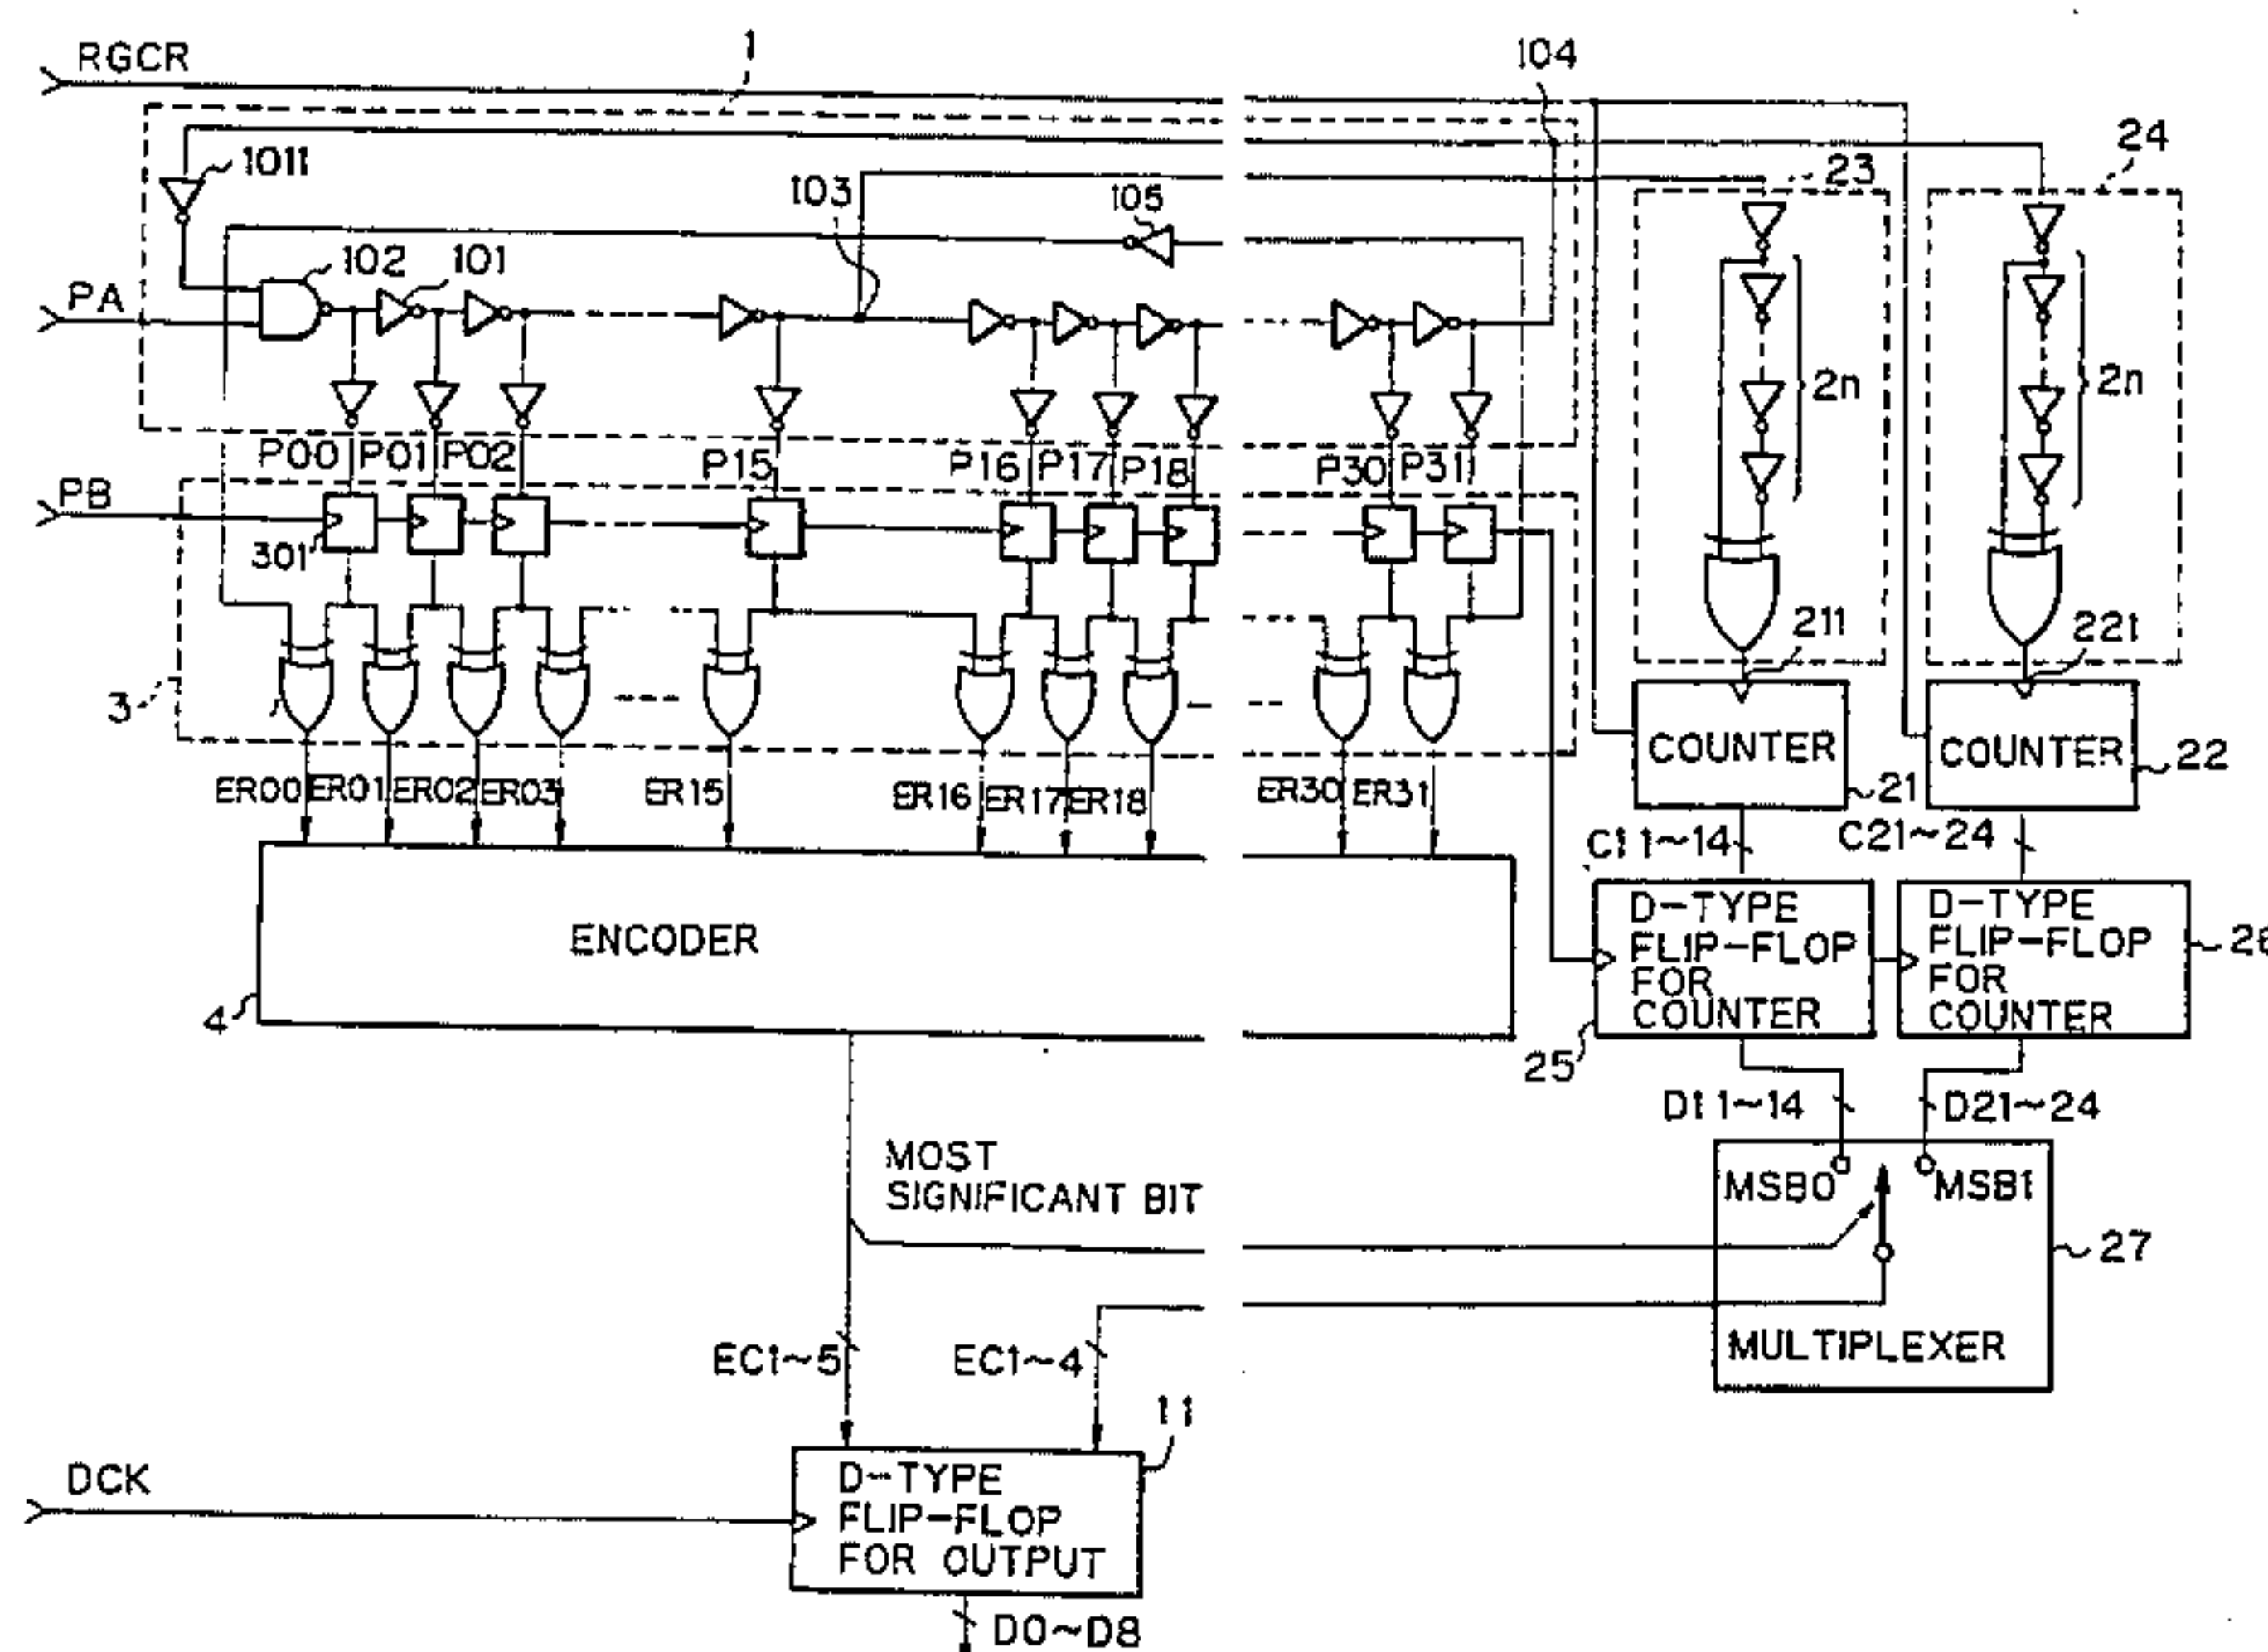 RGCR
1
104
1011
103
105
23
24
102
101
PA
2n
2n
P00 P01 P02
P15
P16 P17 P18
P30 P31
PB
301
211
221
3
COUNTER
21
COUNTER
22
ER00 ER01 ER02 ER03
ER15
ER16 ER17 ER18
ER30 ER31
C11~14
C21~24
ENCODER
4
D-TYPE
FLIP-FLOP
FOR
COUNTER
25
D-TYPE
FLIP-FLOP
FOR
COUNTER
26
D11~14
D21~24
MOST
SIGNIFICANT BIT
MSB0
MSB1
27
MULTIPLEXER
EC1~5
EC1~4
11
DCK
D-TYPE
FLIP-FLOP
FOR OUTPUT
D0~D8